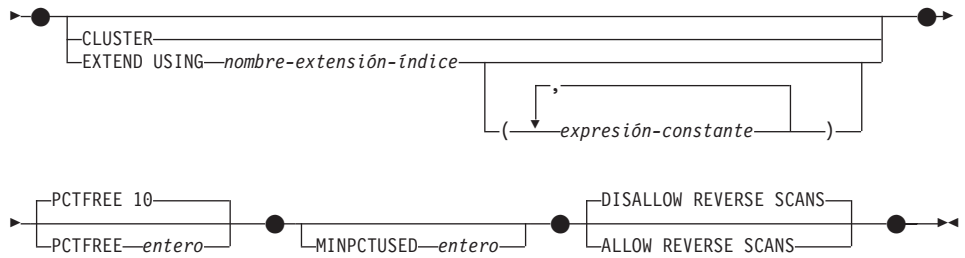 CLUSTER
EXTEND USING nombre-extensión-índice
,
( expresión-constante )
PCTFREE 10 DISALLOW REVERSE SCANS
PCTFREE entero MINPCTUSED entero ALLOW REVERSE SCANS